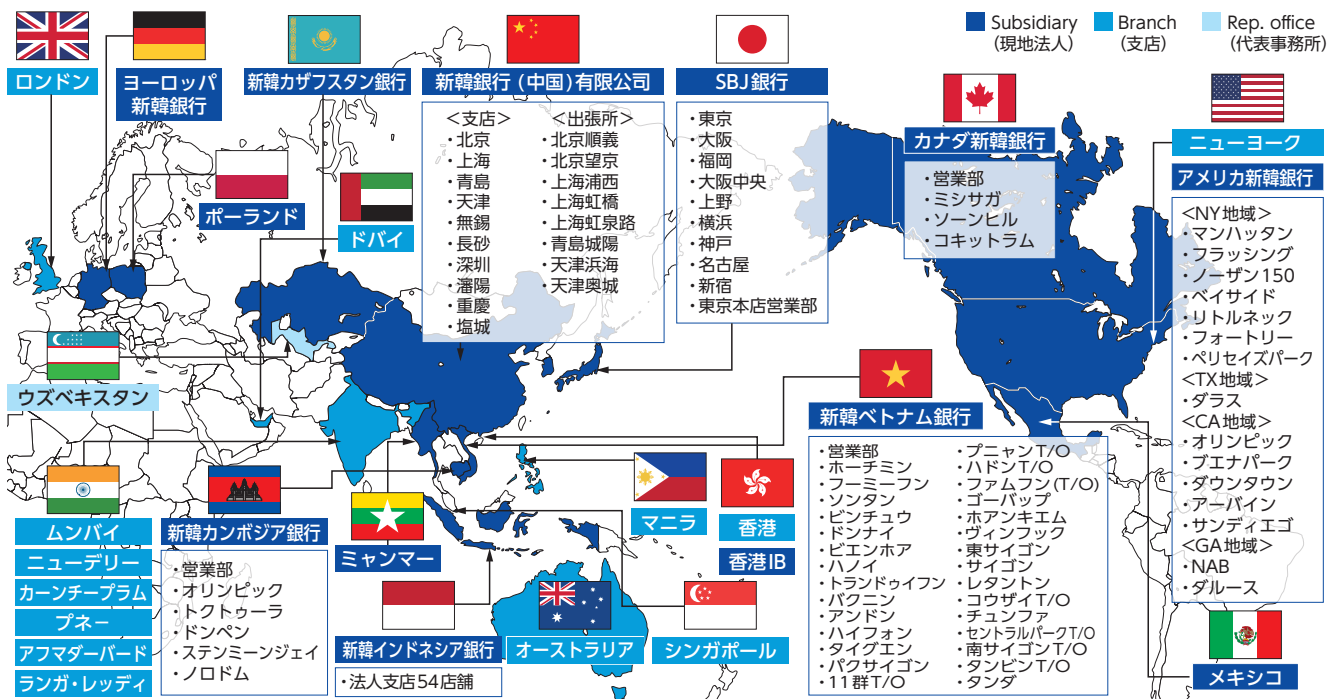 Subsidiary
(現地法人)
Branch
(支店)
Rep. office
(代表事務所)
ロンドン
ヨーロッパ
新韓銀行
新韓カザフスタン銀行
新韓銀行 (中国)有限公司
<支店>
・北京
・上海
・青島
・天津
・無錫
・長砂
・深圳
・瀋陽
・重慶
・塩城
<出張所>
・北京順義
・北京望京
・上海浦西
・上海虹橋
・上海虹泉路
・青島城陽
・天津浜海
・天津奥城
SBJ銀行
・東京
・大阪
・福岡
・大阪中央
・上野
・横浜
・神戸
・名古屋
・新宿
・東京本店営業部
カナダ新韓銀行
・営業部
・ミシサガ
・ソーンヒル
・コキットラム
ニューヨーク
アメリカ新韓銀行
<NY地域>
・マンハッタン
・フラッシング
・ノーザン150
・ベイサイド
・リトルネック
・フォートリー
・ペリセイズパーク
<TX地域>
・ダラス
<CA地域>
・オリンピック
・ブエナパーク
・ダウンタウン
・アーバイン
・サンディエゴ
<GA地域>
・NAB
・ダルース
ポーランド
ドバイ
ウズベキスタン
ムンバイ
ニューデリー
カーンチープラム
プネー
アフマダーバード
ランガ・レッディ
新韓カンボジア銀行
・営業部
・オリンピック
・トクトゥーラ
・ドンペン
・ステンミーンジェイ
・ノロドム
ミャンマー
新韓インドネシア銀行
・法人支店54店舗
オーストラリア
シンガポール
マニラ
香港
香港IB
新韓ベトナム銀行
・営業部
・ホーチミン
・フーミーフン
・ソンタン
・ビンチュウ
・ドンナイ
・ビエンホア
・ハノイ
・トランドゥイフン
・バクニン
・アンドン
・ハイフォン
・タイグエン
・パクサイゴン
・11群T/O
・プニャンT/O
・ハドンT/O
・ファムフン(T/O)
・ゴーバップ
・ホアンキエム
・ヴィンフック
・東サイゴン
・サイゴン
・レタントン
・コウザイT/O
・チュンファ
・セントラルパークT/O
・南サイゴンT/O
・タンビンT/O
・タンダ
メキシコ